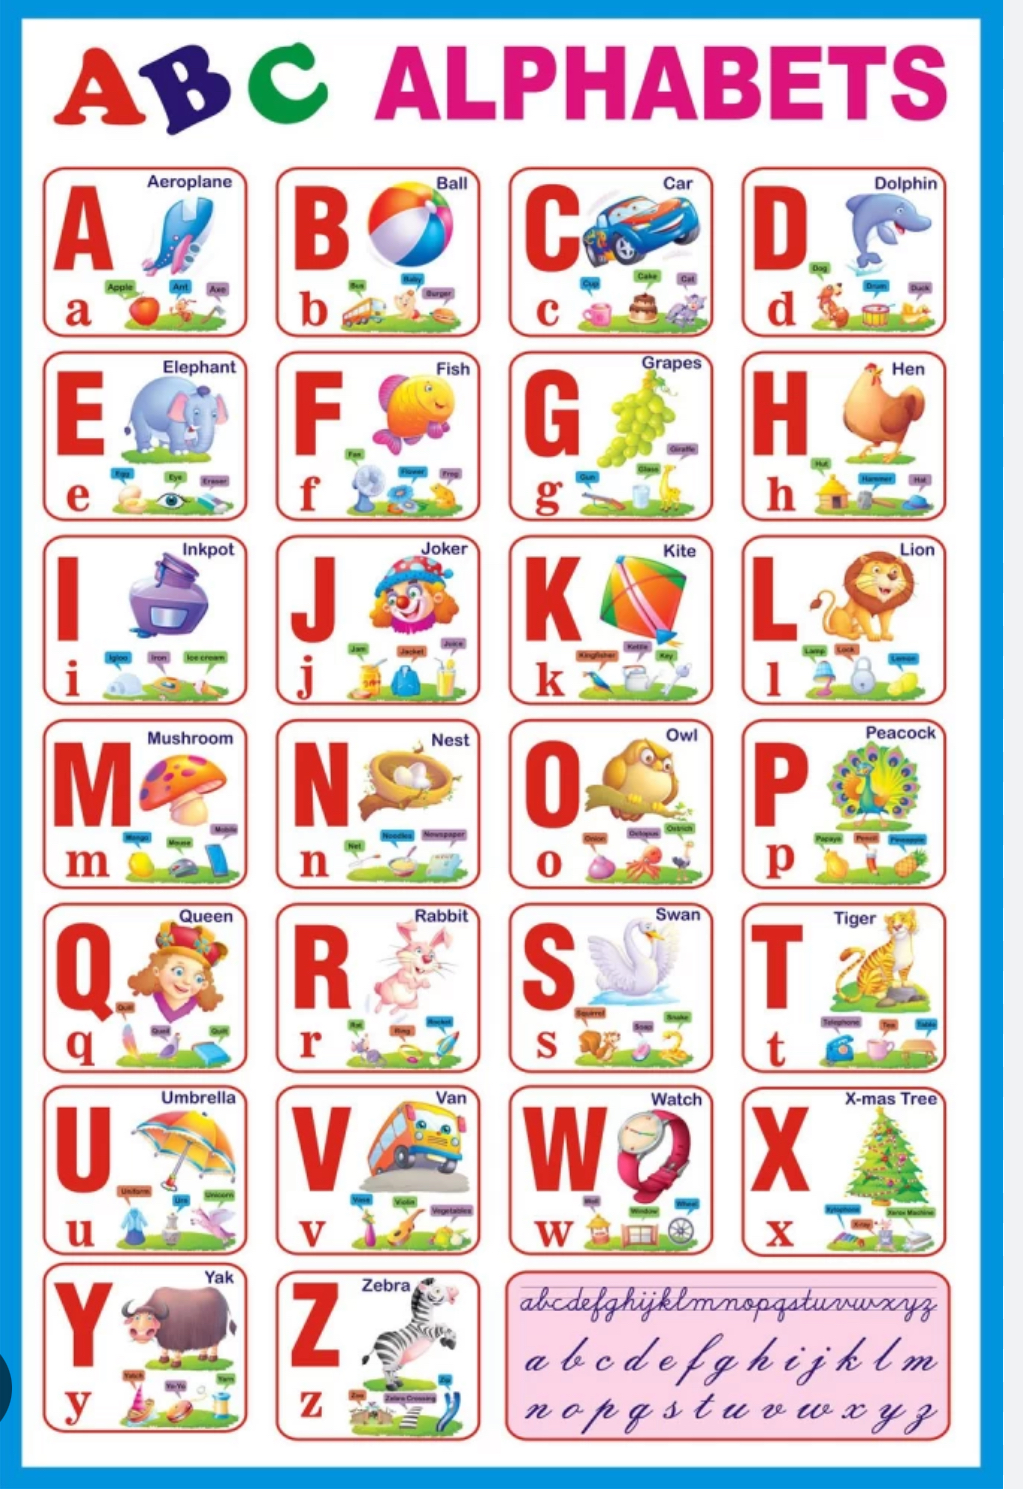 ABC ALPHABETS
Aeroplane
A
Apple Ant Axe
a
Ball
B
Bus Baby Burger
b
Car
C
Cup Cake Cat
c
Dolphin
D
Dog Drum Duck
d
Elephant
E
Egg Eye Eraser
e
Fish
F
Fan Flower Frog
f
Grapes
G
Gun Glass Giraffe
g
Hen
H
Hut Hammer Hat
h
Inkpot
I
Igloo Iron Ice cream
i
Joker
J
Jam Jacket Juice
j
Kite
K
Kingfisher Kettle Key
k
Lion
L
Lamp Lock Lemon
l
Mushroom
M
Mango Mouse Mobile
m
Nest
N
Net Noodles Newspaper
n
Owl
O
Onion Octopus Ostrich
o
Peacock
P
Papaya Pencil Pineapple
p
Queen
Q
Quill Quail Quilt
q
Rabbit
R
Rat Ring Rocket
r
Swan
S
Squirrel Soap Snake
s
Tiger
T
Telephone Tea Table
t
Umbrella
U
Uniform Urn Unicorn
u
Van
V
Vase Violin Vegetables
v
Watch
W
Well Window Wheel
w
X-mas Tree
X
Xylophone X-ray Xerox Machine
x
Yak
Y
Yo-Yo Yarn
y
Zebra
Z
Zoo Zebra Crossing Zip
z
abcdefghijklmnopqstuvwxyz
a b c d e f g h i j k l m
n o p q s t u v w x y z